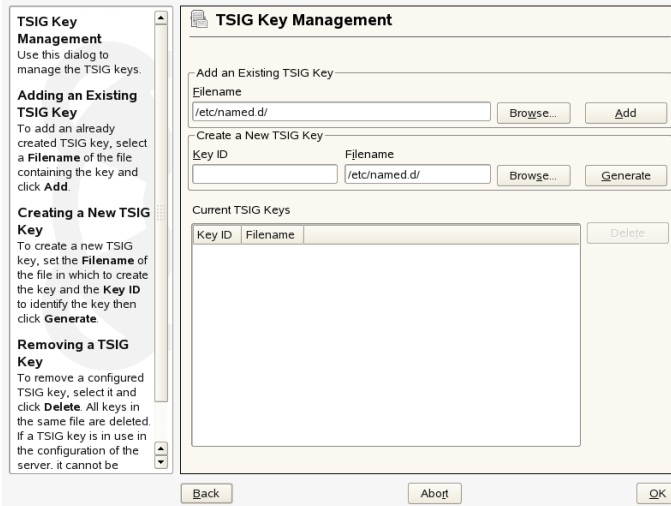 TSIG Key
Management
Use this dialog to
manage the TSIG keys.
Adding an Existing
TSIG Key
To add an already
created TSIG key, select
a Filename of the file
containing the key and
click Add.
Creating a New TSIG
Key
To create a new TSIG
key, set the Filename of
the file in which to create
the key and the Key ID
to identify the key then
click Generate.
Removing a TSIG
Key
To remove a configured
TSIG key, select it and
click Delete. All keys in
the same file are deleted.
If a TSIG key is in use in
the configuration of the
server, it cannot be
TSIG Key Management
Add an Existing TSIG Key
Filename
/etc/named.d/
Browse...
Add
Create a New TSIG Key
Key ID
Filename
/etc/named.d/
Browse...
Generate
Current TSIG Keys
Key ID Filename
Delete
Back
Abort
OK